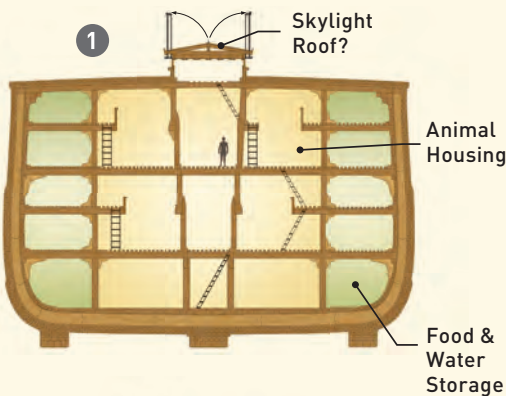 1
Skylight
Roof?
Animal
Housing
Food &
Water
Storage